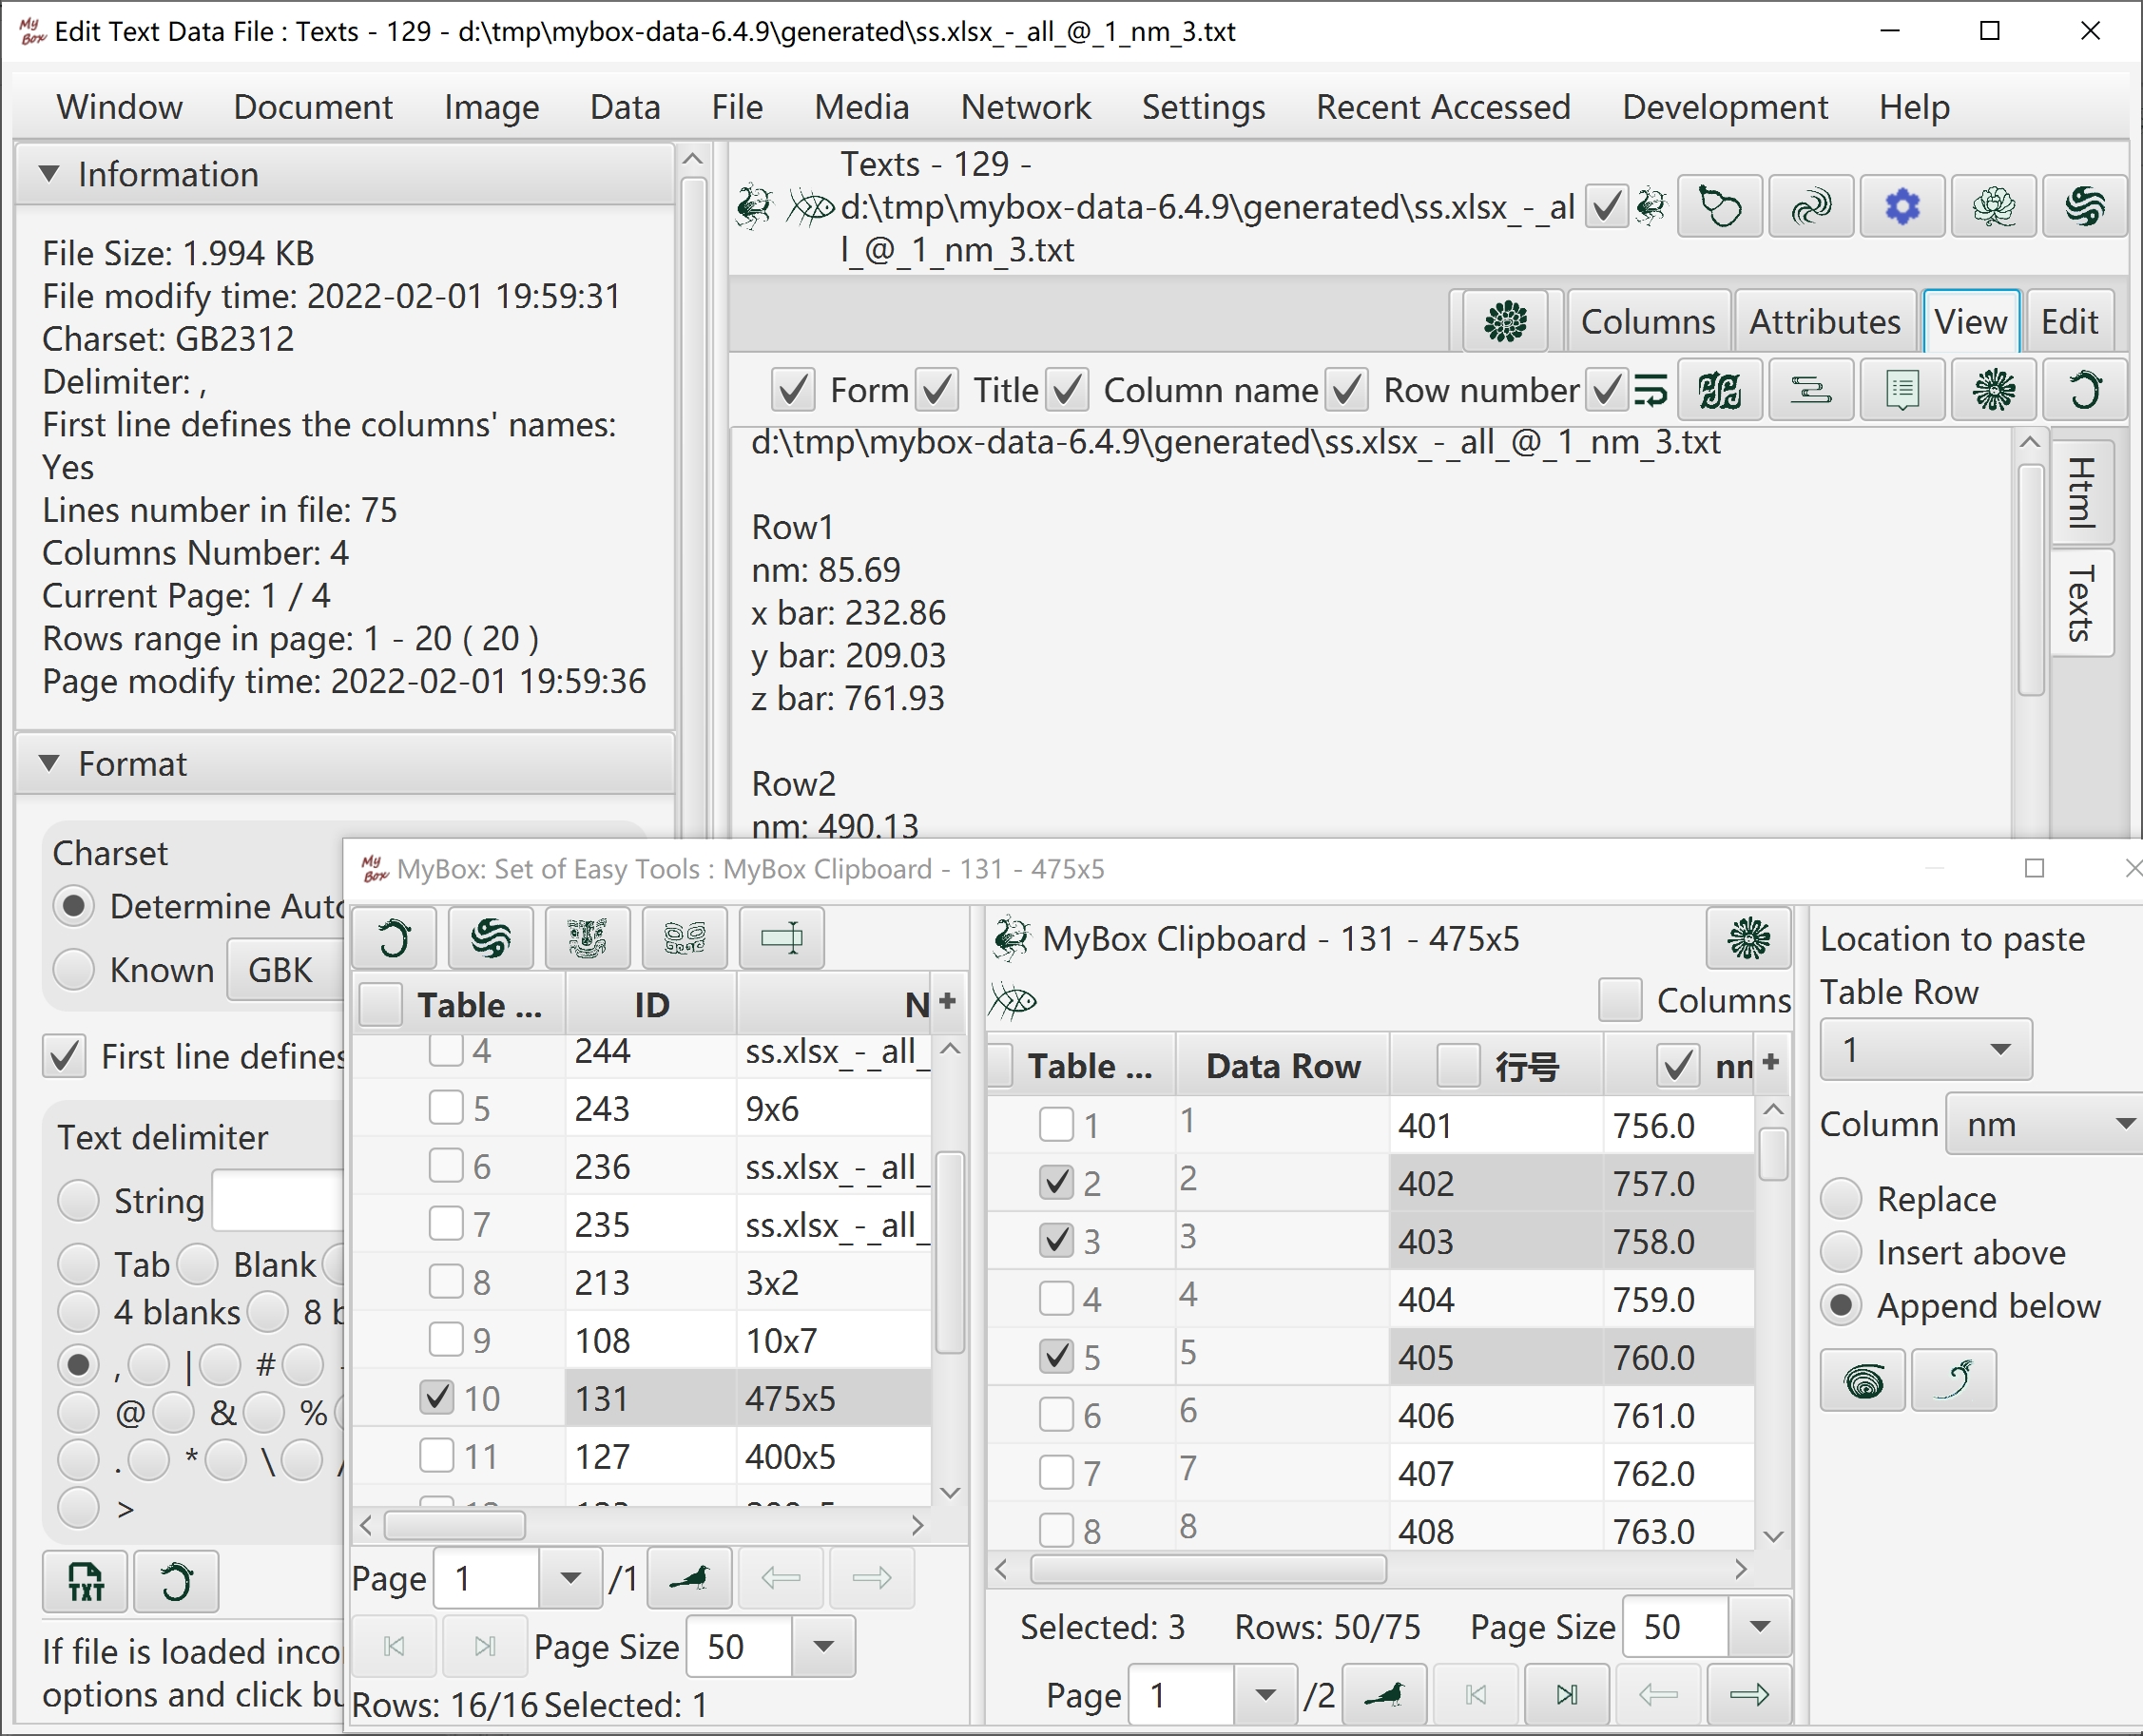 My Box Edit Text Data File : Texts - 129 - d:\tmp\mybox-data-6.4.9\generated\ss.xlsx_-_all_@_1_nm_3.txt
Window Document Image Data File Media Network Settings Recent Accessed Development Help
Information
File Size: 1.994 KB
File modify time: 2022-02-01 19:59:31
Charset: GB2312
Delimiter: ,
First line defines the columns' names:
Yes
Lines number in file: 75
Columns Number: 4
Current Page: 1 / 4
Rows range in page: 1 - 20 ( 20 )
Page modify time: 2022-02-01 19:59:36
Format
Charset
Determine Auto
Known GBK
First line defines
Text delimiter
String
Tab Blank
4 blanks 8 b
, | #
@ & %
. * \ /
>
TXT
If file is loaded inco
options and click bu
Texts - 129 -
d:\tmp\mybox-data-6.4.9\generated\ss.xlsx_-_al
l_@_1_nm_3.txt
Columns Attributes View Edit
Form Title Column name Row number
d:\tmp\mybox-data-6.4.9\generated\ss.xlsx_-_all_@_1_nm_3.txt
Row1
nm: 85.69
x bar: 232.86
y bar: 209.03
z bar: 761.93
Row2
nm: 490.13
Html
Texts
My Box MyBox: Set of Easy Tools : MyBox Clipboard - 131 - 475x5
Table ... ID N +
4 244 ss.xlsx_-_all_
5 243 9x6
6 236 ss.xlsx_-_all_
7 235 ss.xlsx_-_all_
8 213 3x2
9 108 10x7
10 131 475x5
11 127 400x5
Page 1 /1
Page Size 50
Rows: 16/16 Selected: 1
MyBox Clipboard - 131 - 475x5
Columns
Table ... Data Row 行号 nm +
1 1 401 756.0
2 2 402 757.0
3 3 403 758.0
4 4 404 759.0
5 5 405 760.0
6 6 406 761.0
7 7 407 762.0
8 8 408 763.0
Selected: 3 Rows: 50/75 Page Size 50
Page 1 /2
Location to paste
Table Row
1
Column nm
Replace
Insert above
Append below